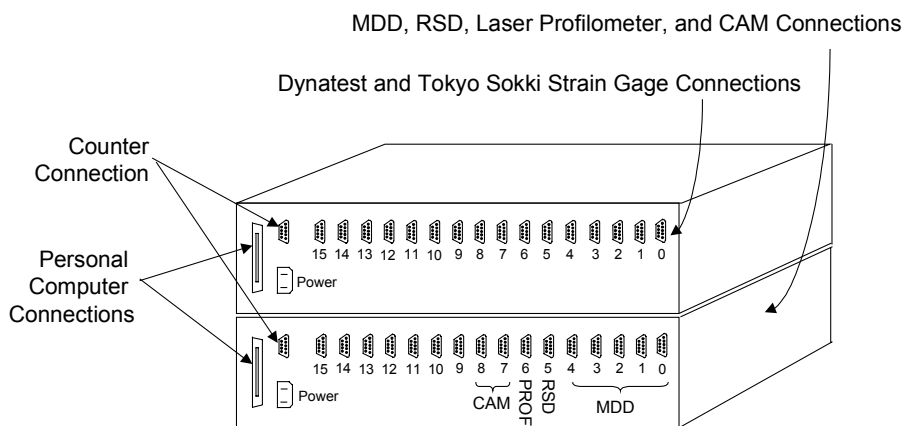 MDD, RSD, Laser Profilometer, and CAM Connections
Dynatest and Tokyo Sokki Strain Gage Connections
Counter
Connection
Personal
Computer
Connections
15 14 13 12 11 10 9 8 7 6 5 4 3 2 1 0
Power
15 14 13 12 11 10 9 8 7 6 5 4 3 2 1 0
Power
CAM PROF RSD MDD